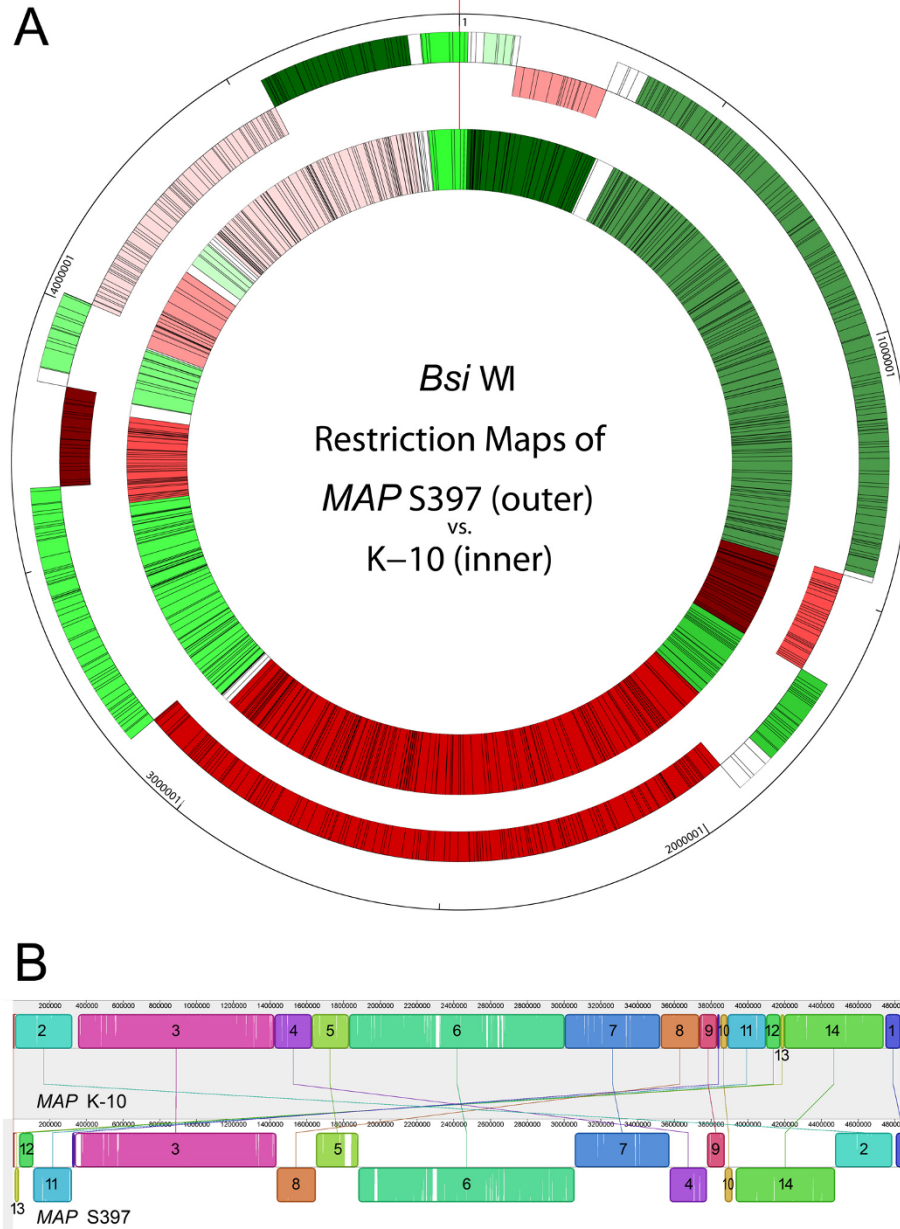 A
1
1000001
2000001
3000001
4000001
Bsi WI
Restriction Maps of
MAP S397 (outer)
vs.
K–10 (inner)
B
200000 400000 600000 800000 1000000 1200000 1400000 1600000 1800000 2000000 2200000 2400000 2600000 2800000 3000000 3200000 3400000 3600000 3800000 4000000 4200000 4400000 4600000 4800000
2 3 4 5 6 7 8 9 10 11 12 14 1
13
MAP K-10
200000 400000 600000 800000 1000000 1200000 1400000 1600000 1800000 2000000 2200000 2400000 2600000 2800000 3000000 3200000 3400000 3600000 3800000 4000000 4200000 4400000 4600000 4800000
12 3 5 7 9 2
11 8 6 4 10 14
13
MAP S397